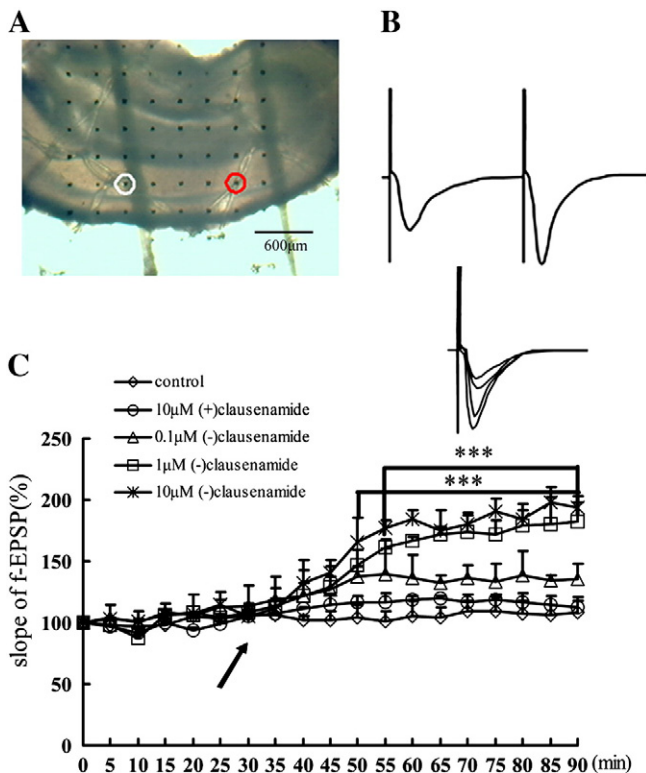 A
B
600μm
C
control
10μM (+)clausenamide
0.1μM (-)clausenamide
1μM (-)clausenamide
10μM (-)clausenamide
slope of f-EPSP(%)
250
200
150
100
50
0
***
***
0 5 10 15 20 25 30 35 40 45 50 55 60 65 70 75 80 85 90 (min)